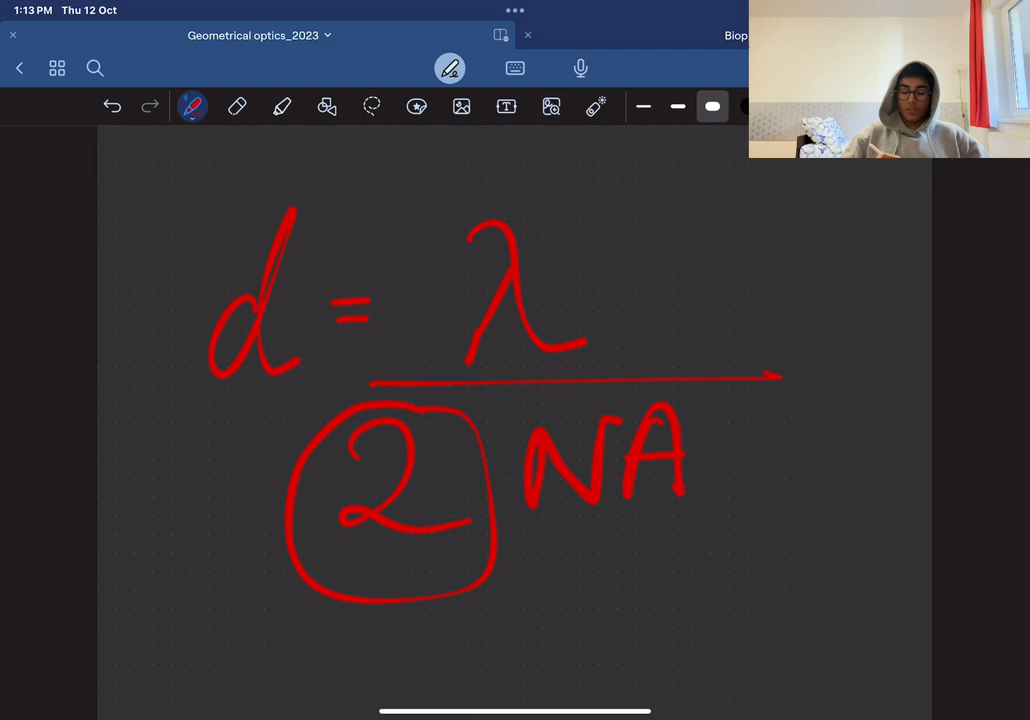 1:13 PM Thu 12 Oct
Geometrical optics_2023
Biop
d = λ
2 NA